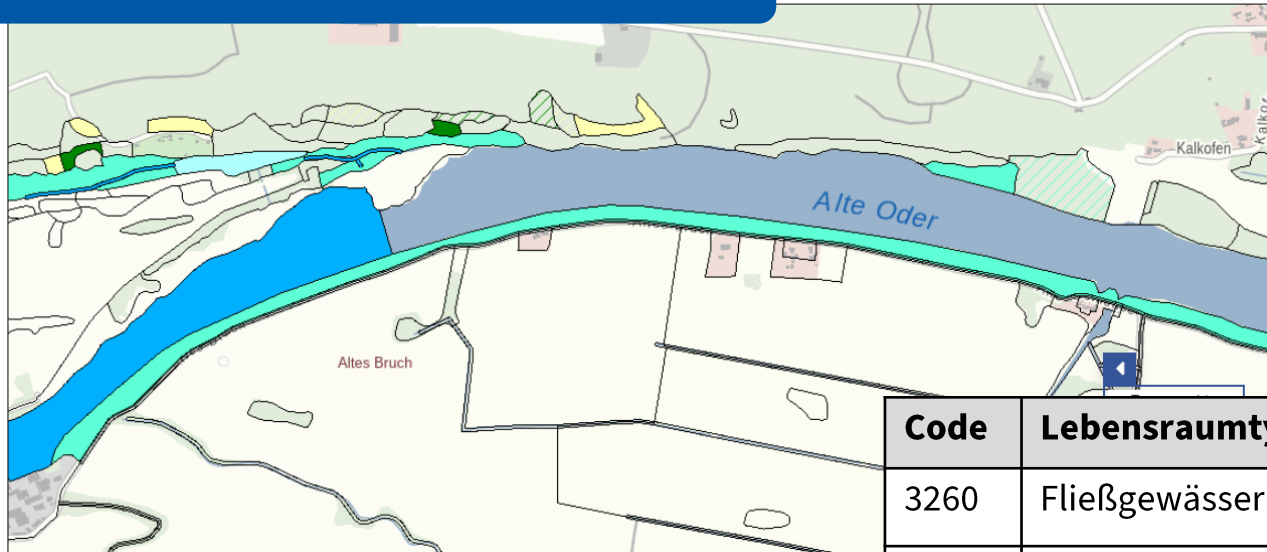 Kalkofen
Alte Oder
Altes Bruch
Code Lebensraumty
3260 Fließgewässer